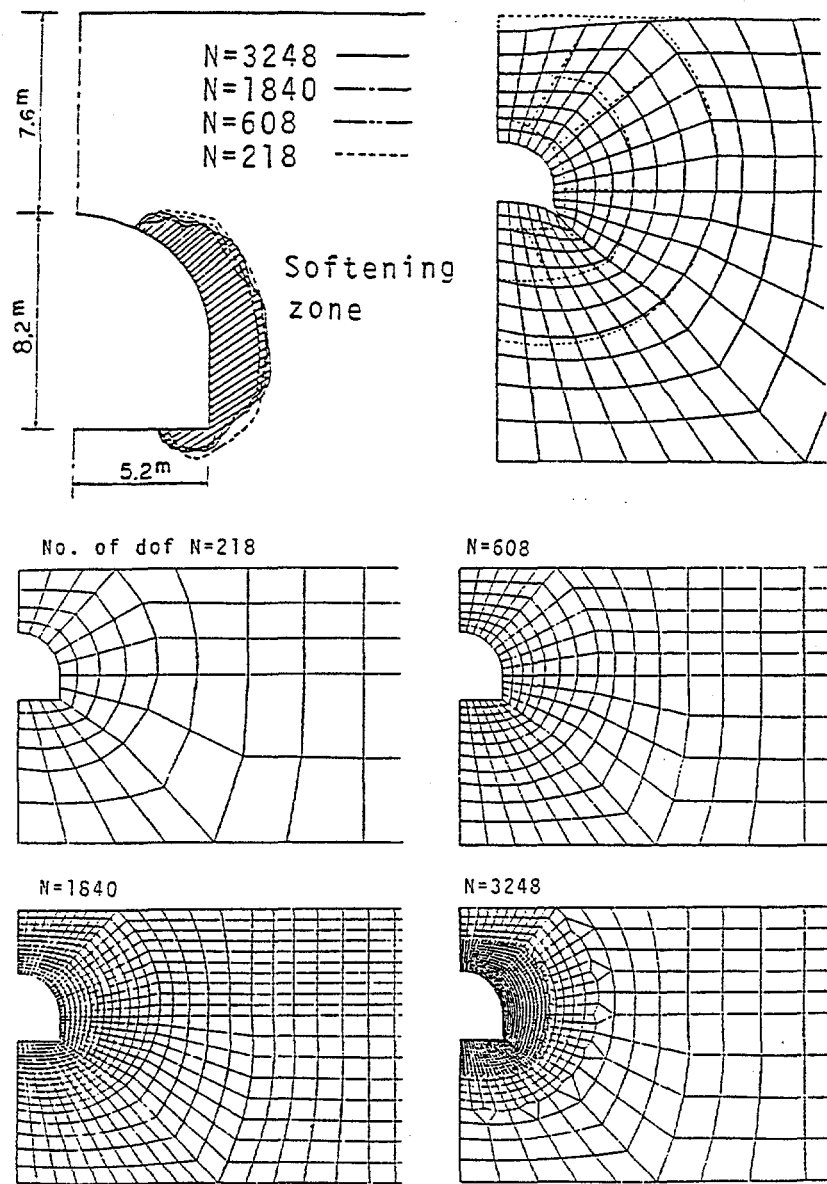 N=3248
N=1840
N=608
N=218
7.6m
8.2m
5.2m
Softening
zone
No. of dof N=218
N=608
N=1840
N=3248